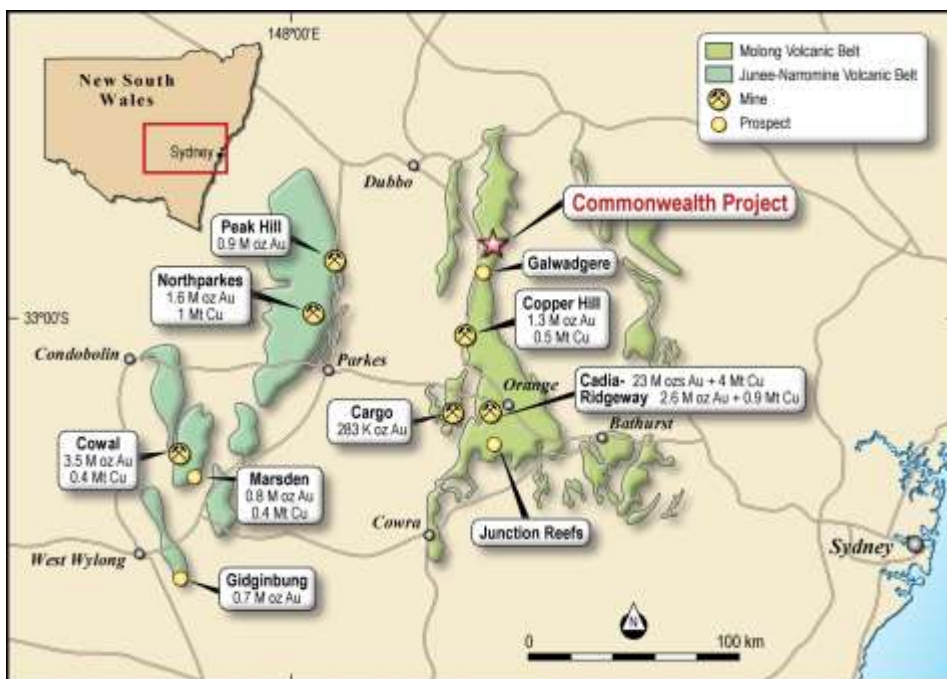 148º00'E
New South
Wales
Sydney
Molong Volcanic Belt
Junee-Narromine Volcanic Belt
Mine
Prospect
Dubbo
Commonwealth Project
Peak Hill
0.9 M oz Au
Galwadgere
Northparkes
1.6 M oz Au
1 Mt Cu
Copper Hill
1.3 M oz Au
0.5 Mt Cu
33º00'S
Condobolin
Parkes
Orange
Cadia- 23 M ozs Au + 4 Mt Cu
Ridgeway 2.6 M oz Au + 0.9 Mt Cu
Cargo
283 K oz Au
Bathurst
Cowal
3.5 M oz Au
0.4 Mt Cu
Marsden
0.8 M oz Au
0.4 Mt Cu
Cowra
Junction Reefs
Sydney
West Wylong
Gidginbung
0.7 M oz Au
N
0
100 km